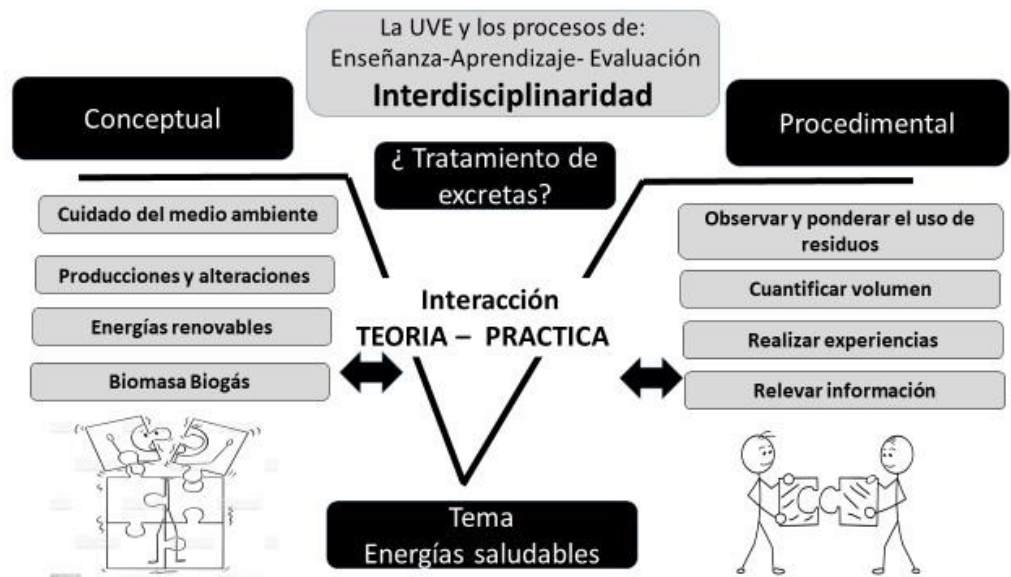 La UVE y los procesos de:
Enseñanza-Aprendizaje- Evaluación
Interdisciplinaridad
Conceptual
Procedimental
¿ Tratamiento de
excretas?
Cuidado del medio ambiente
Producciones y alteraciones
Energías renovables
Biomasa Biogás
Interacción
TEORIA – PRACTICA
Observar y ponderar el uso de
residuos
Cuantificar volumen
Realizar experiencias
Relevar información
Tema
Energías saludables